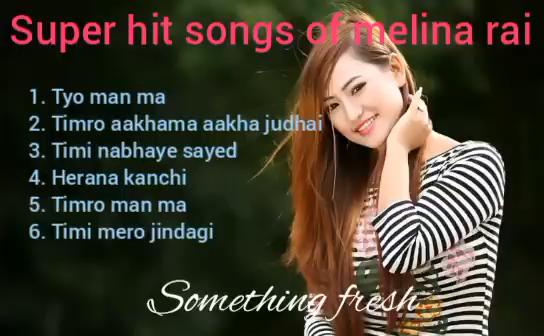 Super hit songs of melina rai
1. Tyo man ma
2. Timro aakhama aakha judhai
3. Timi nabhaye sayed
4. Herana kanchi
5. Timro man ma
6. Timi mero jindagi
Something fresh